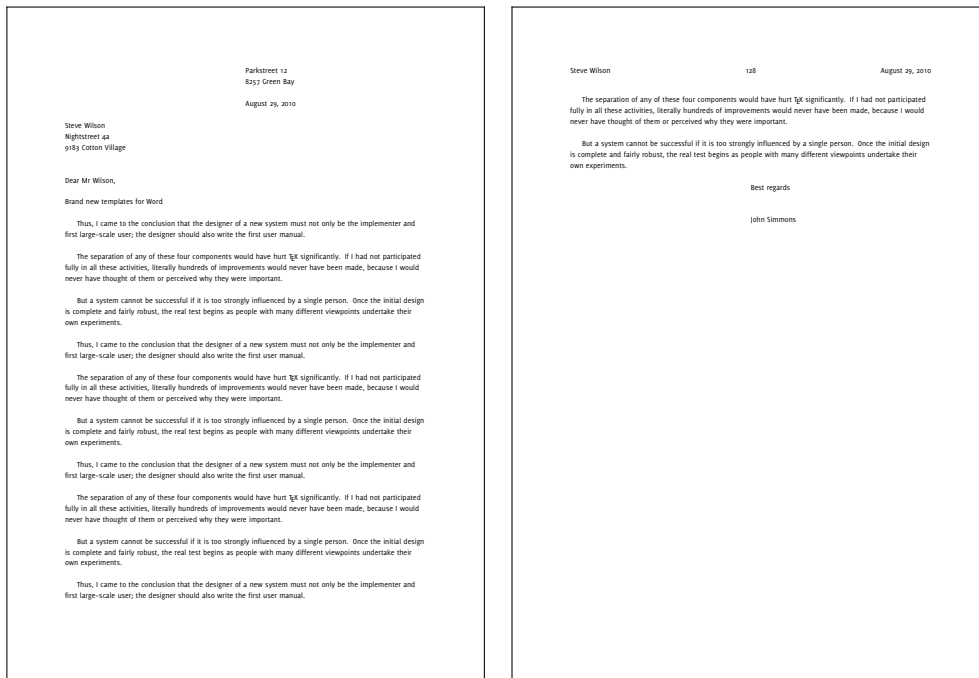 Parkstreet 12
8257 Green Bay
August 29, 2010
Steve Wilson
Nightstreet 4a
9183 Cotton Village
Dear Mr Wilson,
Brand new templates for Word
Thus, I came to the conclusion that the designer of a new system must not only be the implementer and
first large-scale user; the designer should also write the first user manual.
The separation of any of these four components would have hurt TEX significantly. If I had not participated
fully in all these activities, literally hundreds of improvements would never have been made, because I would
never have thought of them or perceived why they were important.
But a system cannot be successful if it is too strongly influenced by a single person. Once the initial design
is complete and fairly robust, the real test begins as people with many different viewpoints undertake their
own experiments.
Thus, I came to the conclusion that the designer of a new system must not only be the implementer and
first large-scale user; the designer should also write the first user manual.
The separation of any of these four components would have hurt TEX significantly. If I had not participated
fully in all these activities, literally hundreds of improvements would never have been made, because I would
never have thought of them or perceived why they were important.
But a system cannot be successful if it is too strongly influenced by a single person. Once the initial design
is complete and fairly robust, the real test begins as people with many different viewpoints undertake their
own experiments.
Thus, I came to the conclusion that the designer of a new system must not only be the implementer and
first large-scale user; the designer should also write the first user manual.
The separation of any of these four components would have hurt TEX significantly. If I had not participated
fully in all these activities, literally hundreds of improvements would never have been made, because I would
never have thought of them or perceived why they were important.
But a system cannot be successful if it is too strongly influenced by a single person. Once the initial design
is complete and fairly robust, the real test begins as people with many different viewpoints undertake their
own experiments.
Thus, I came to the conclusion that the designer of a new system must not only be the implementer and
first large-scale user; the designer should also write the first user manual.
Steve Wilson 128 August 29, 2010
The separation of any of these four components would have hurt TEX significantly. If I had not participated
fully in all these activities, literally hundreds of improvements would never have been made, because I would
never have thought of them or perceived why they were important.
But a system cannot be successful if it is too strongly influenced by a single person. Once the initial design
is complete and fairly robust, the real test begins as people with many different viewpoints undertake their
own experiments.
Best regards
John Simmons